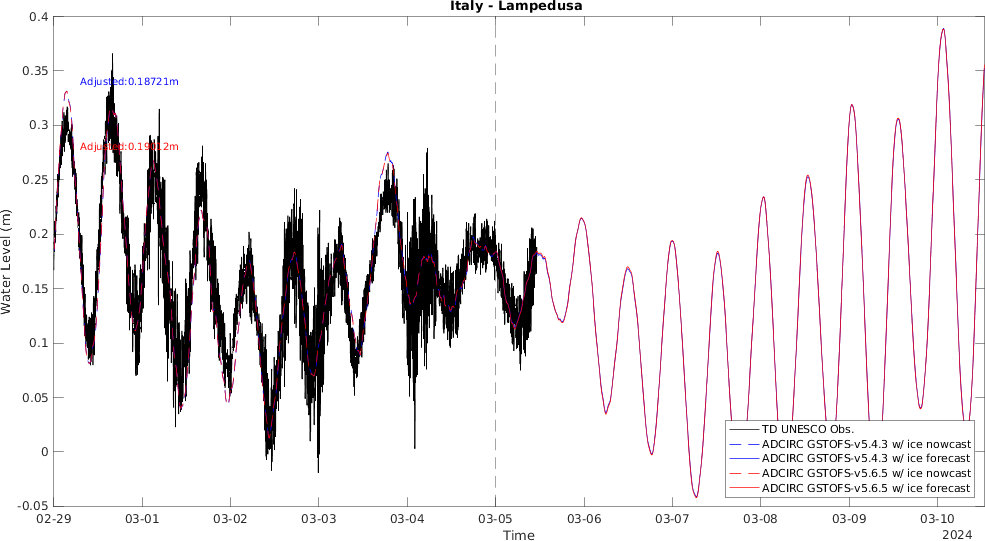 Italy - Lampedusa
0.4
0.35
0.3
0.25
0.2
0.15
0.1
0.05
0
-0.05
Water Level (m)
Adjusted:0.18721m
02-29 03-01 03-02 03-03 03-04 03-05 03-06 03-07 03-08 03-09 03-10
2024
Time
TD UNESCO Obs.
ADCIRC GSTOFS-v5.4.3 w/ ice nowcast
ADCIRC GSTOFS-v5.4.3 w/ ice forecast
ADCIRC GSTOFS-v5.6.5 w/ ice nowcast
ADCIRC GSTOFS-v5.6.5 w/ ice forecast